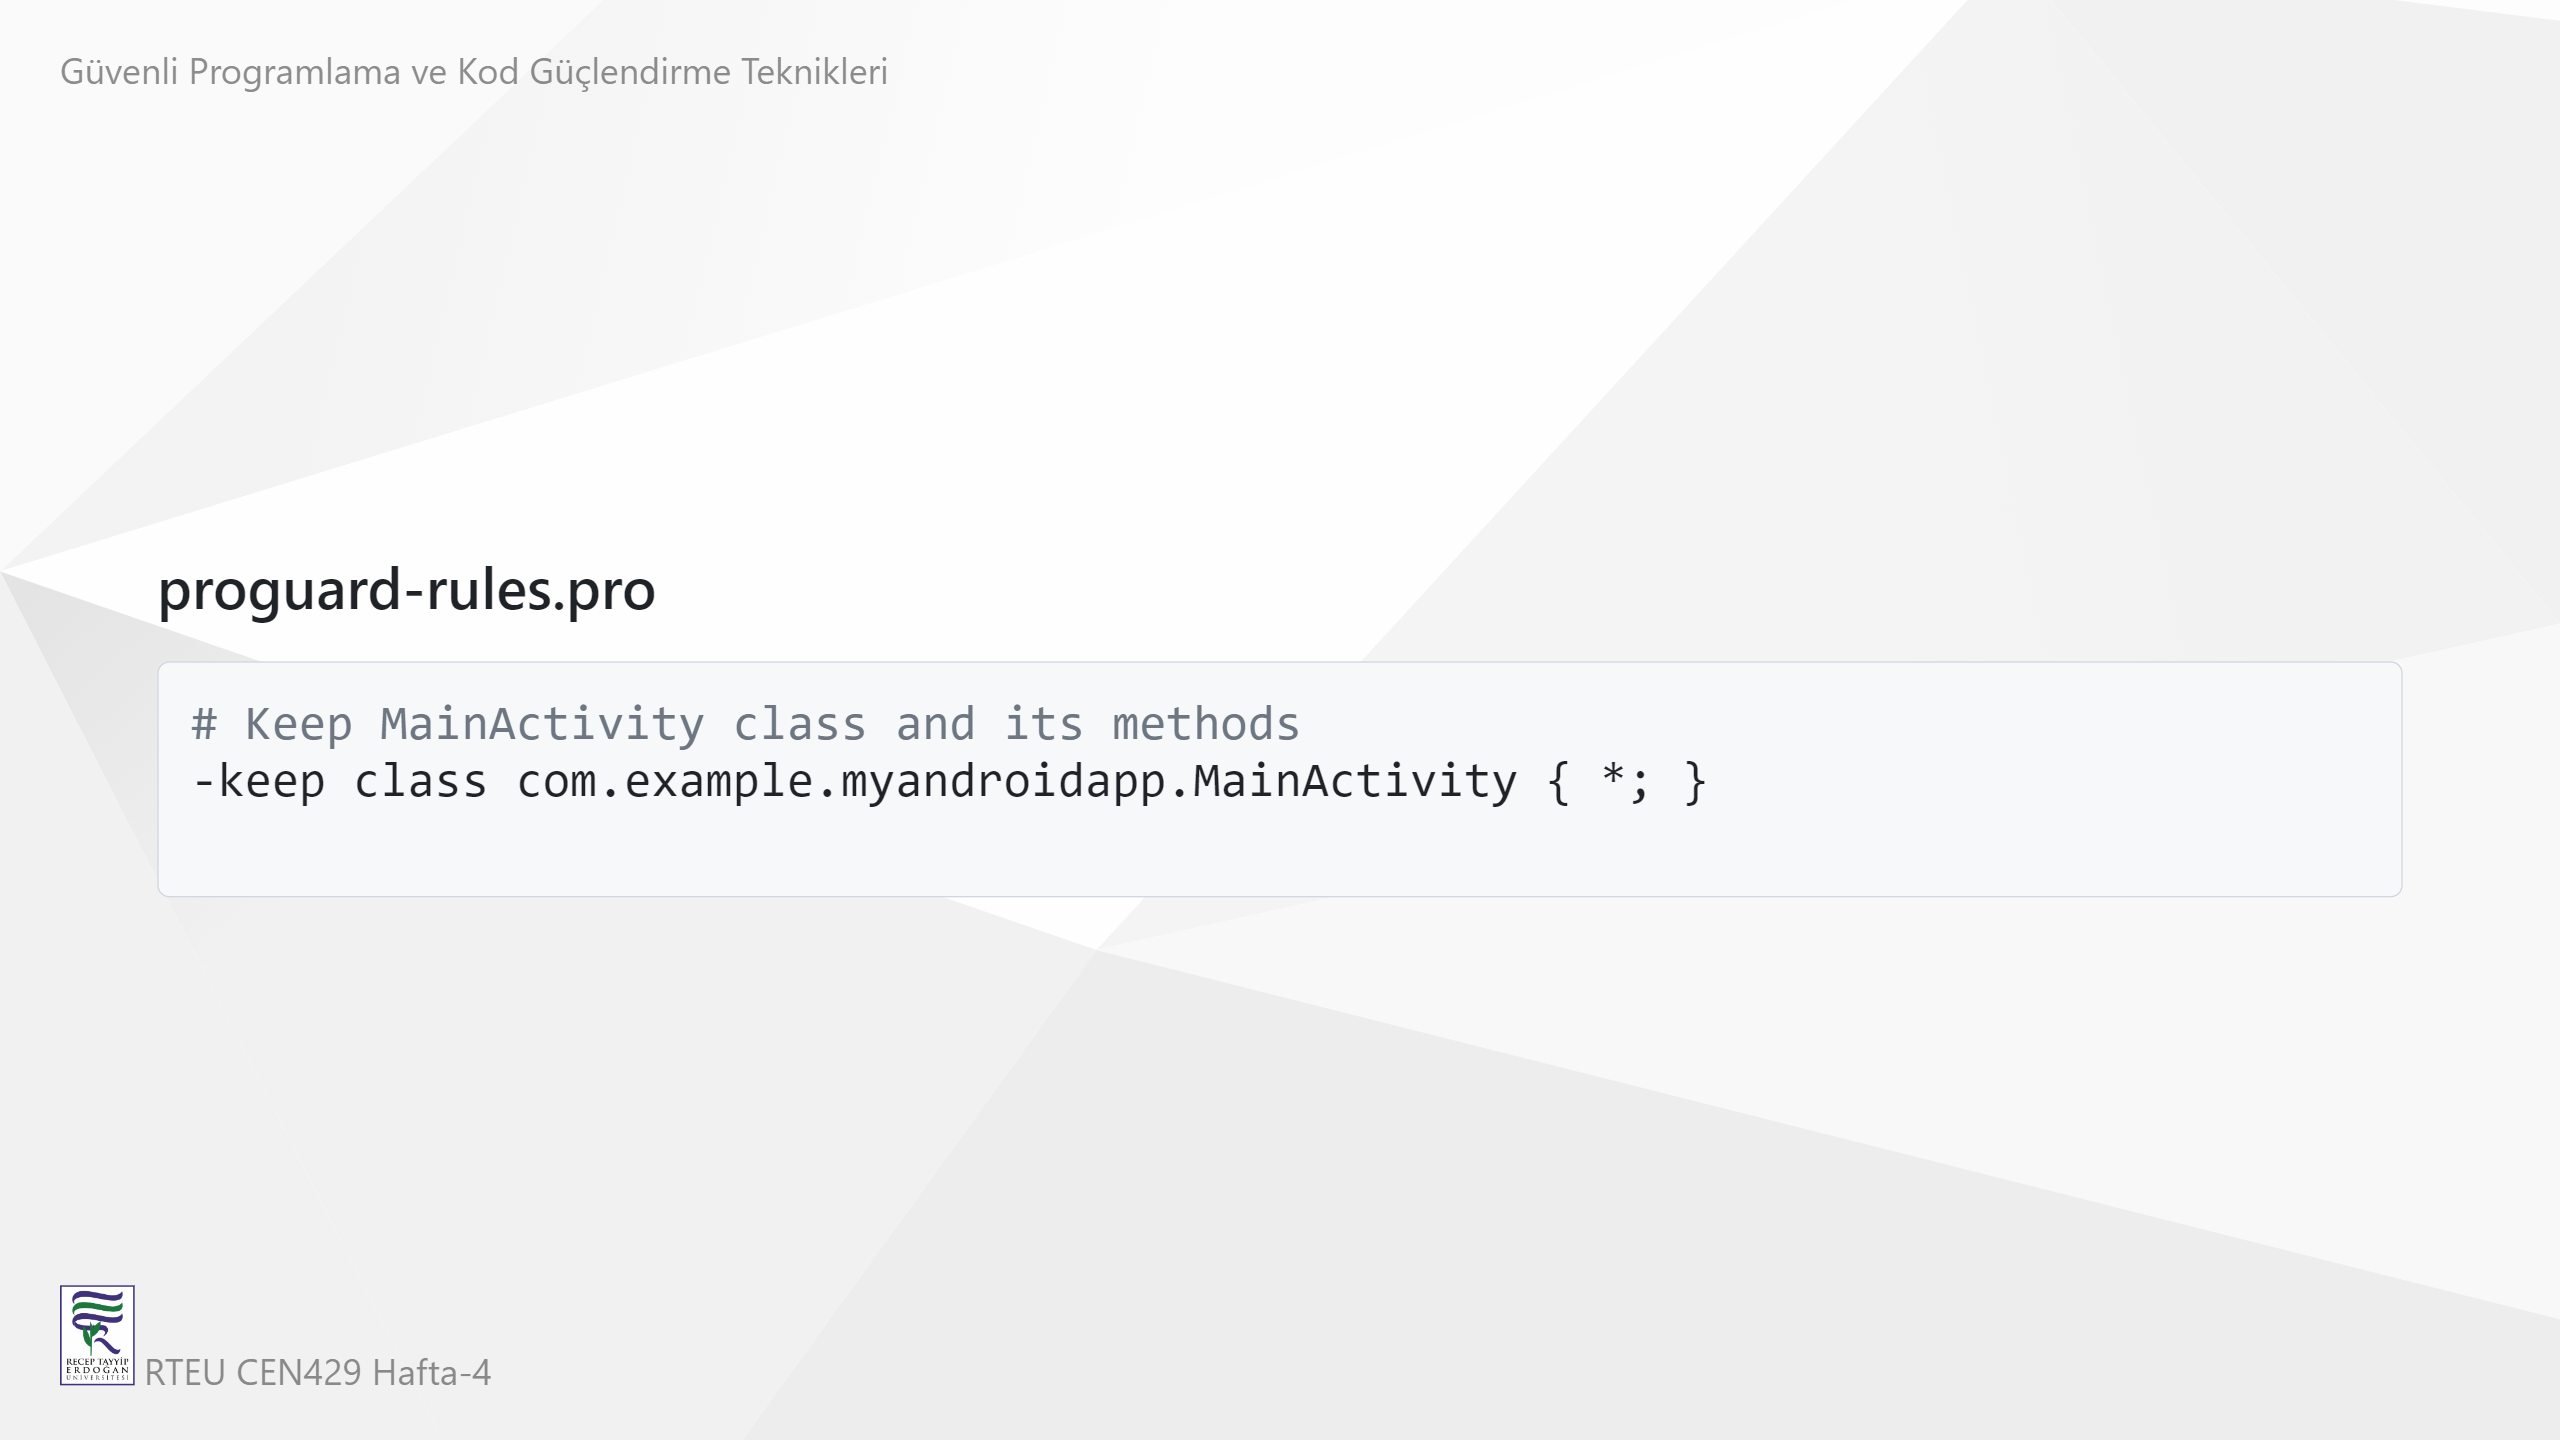 Güvenli Programlama ve Kod Güçlendirme Teknikleri
proguard-rules.pro
# Keep MainActivity class and its methods
-keep class com.example.myandroidapp.MainActivity { *; }
RECEP TAYYİP
ERDOĞAN
ÜNİVERSİTESİ
RTEU CEN429 Hafta-4